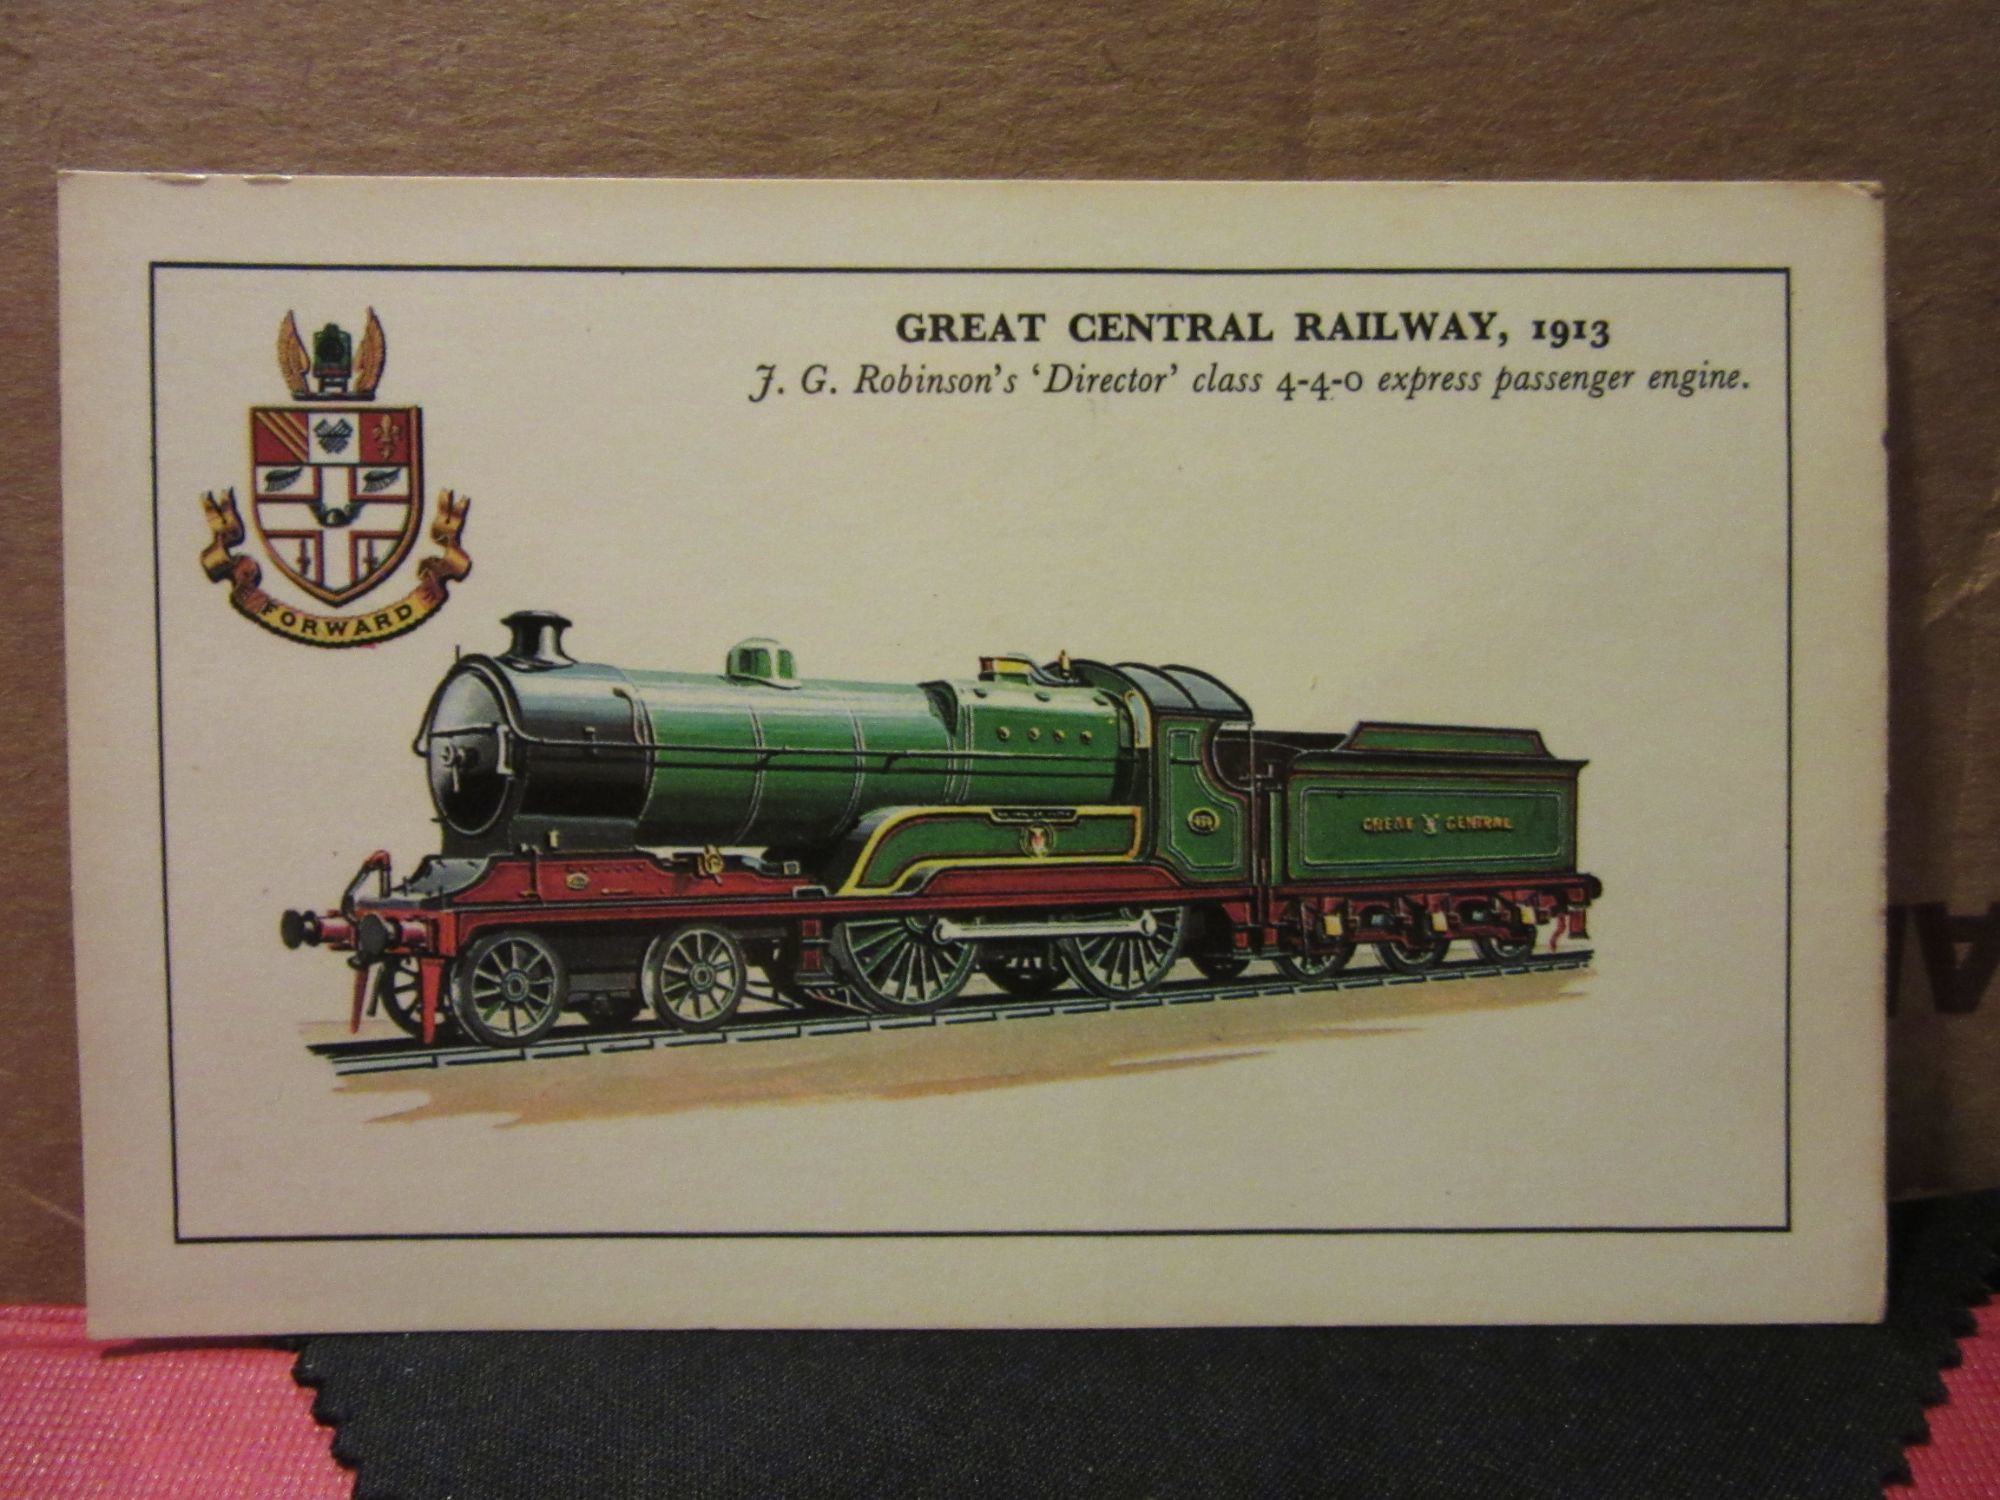 GREAT CENTRAL RAILWAY, 1913
J. G. Robinson's 'Director' class 4-4-0 express passenger engine.
FORWARD
GREAT CENTRAL